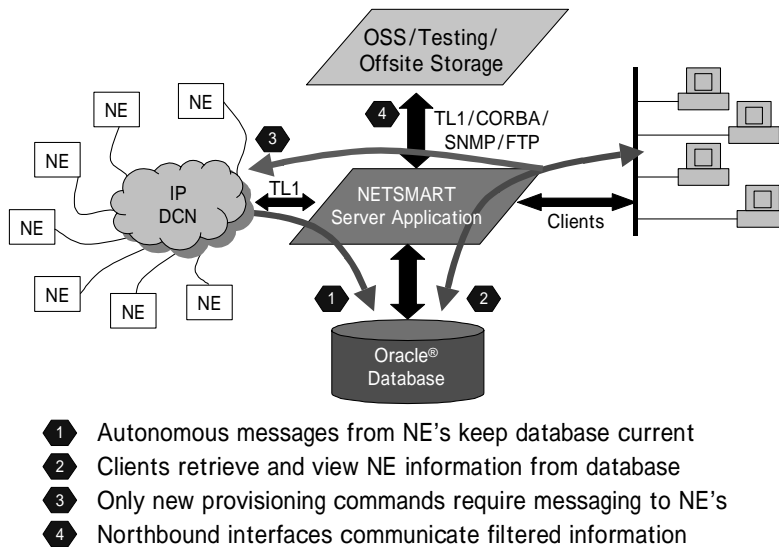 OSS/Testing/
Offsite Storage
NE
NE
NE
NE
NE
NE
NE
NE
3
4
TL1/CORBA/
SNMP/FTP
IP
DCN
TL1
NETSMART
Server Application
Clients
1
2
Oracle®
Database
1 Autonomous messages from NE's keep database current
2 Clients retrieve and view NE information from database
3 Only new provisioning commands require messaging to NE's
4 Northbound interfaces communicate filtered information